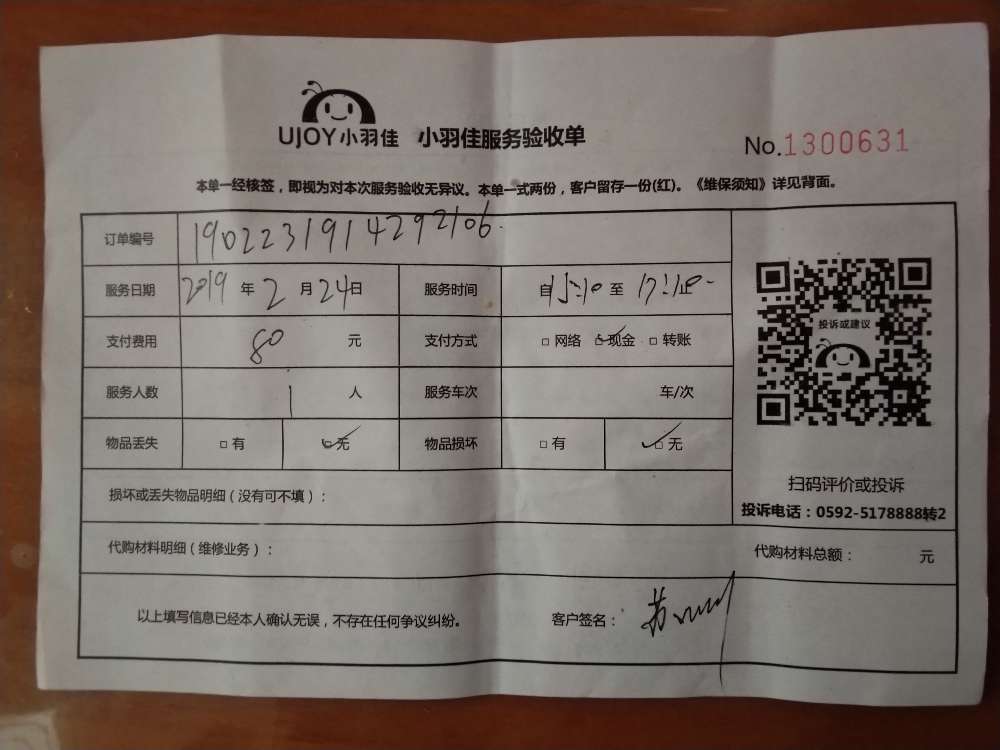 UJOY小羽佳 小羽佳服务验收单
No.1300631
本单一经核签，即视为对本次服务验收无异议。本单一式两份，客户留存一份(红)。《维保须知》详见背面。
订单编号 1902231914292106
服务日期 2019 年 2 月 24 日 服务时间 自 15:10 至 17:10 止
支付费用 80 元 支付方式 □ 网络 ☑ 现金 □ 转账
服务人数 1 人 服务车次 车/次
物品丢失 □ 有 ☑ 无 物品损坏 □ 有 ☑ 无
投诉或建议
扫码评价或投诉
投诉电话：0592-5178888转2
损坏或丢失物品明细（没有可不填）：
代购材料明细（维修业务）： 代购材料总额： 元
以上填写信息已经本人确认无误，不存在任何争议纠纷。 客户签名： 苏